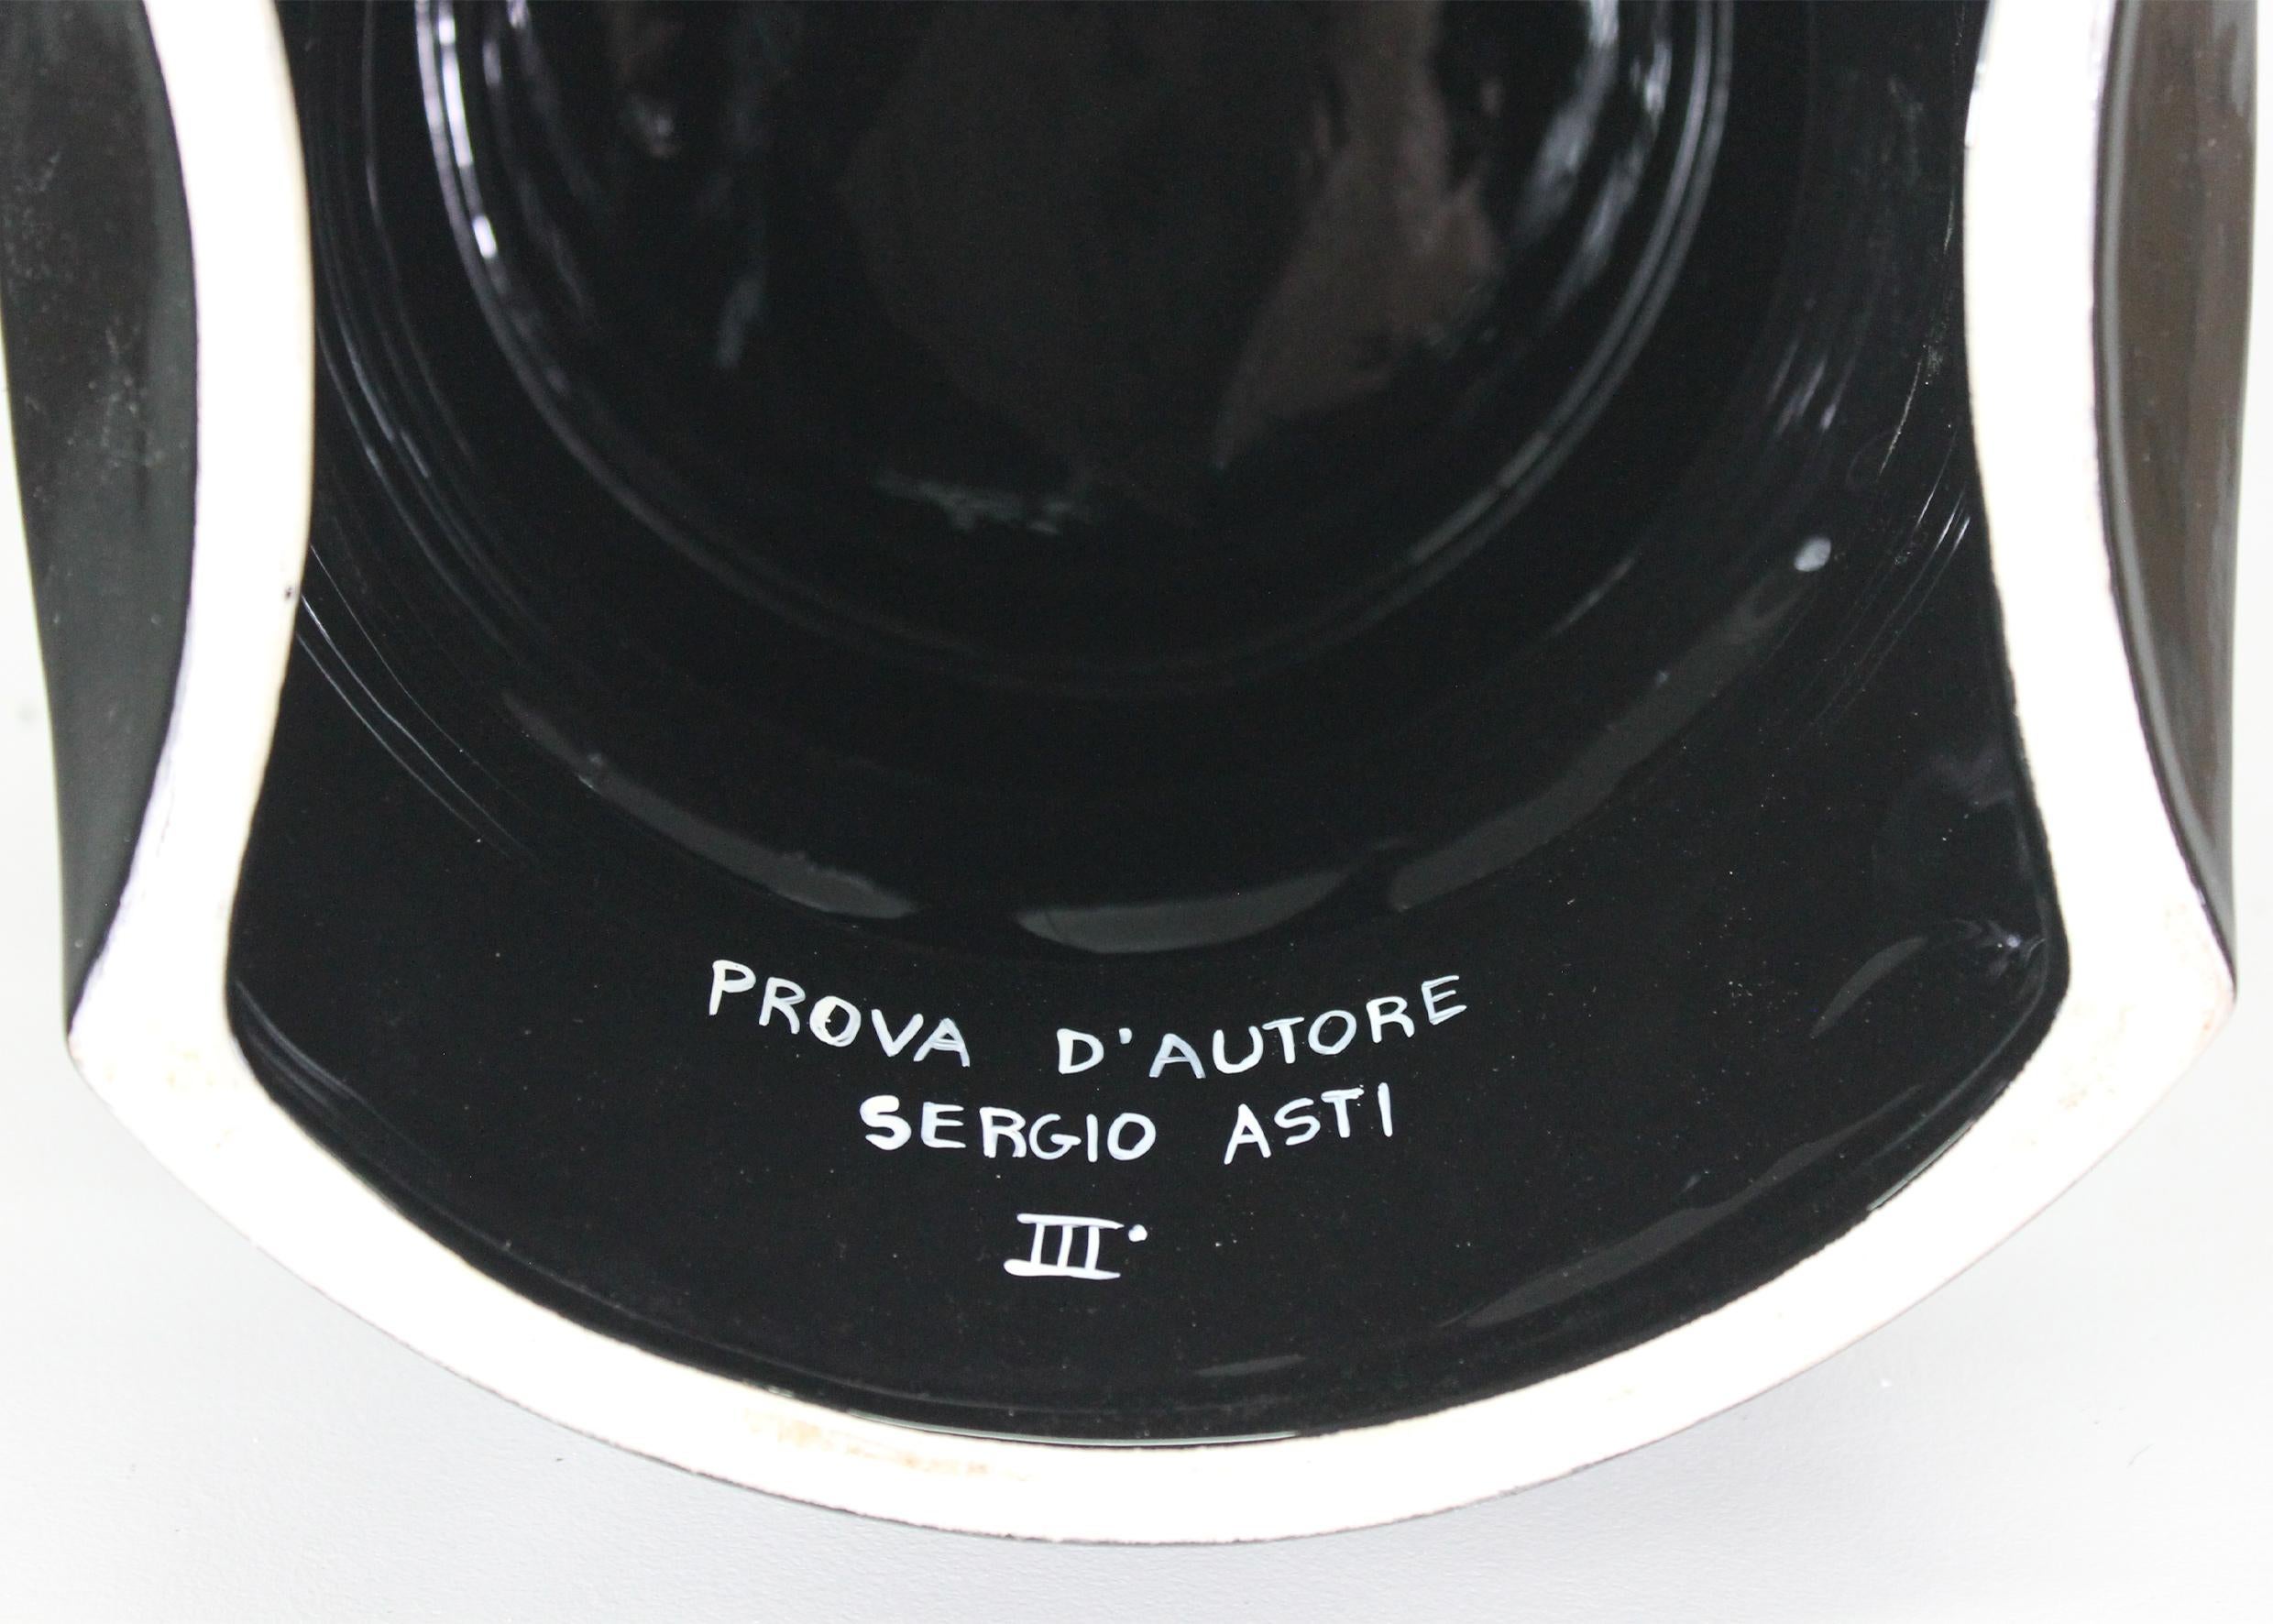 PROVA D'AUTORE
SERGIO ASTI
III°